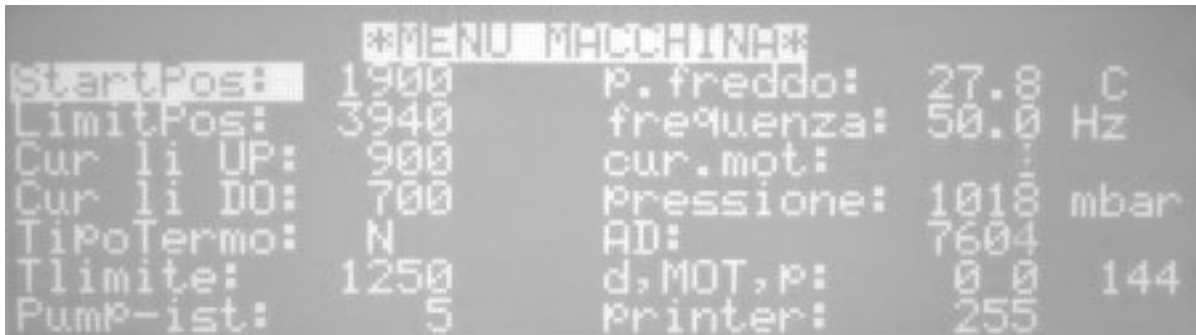 *MENU MACCHINA*
StartPos: 1900 p.freddo: 27.8 C
LimitPos: 3940 frequenza: 50.0 Hz
Cur li UP: 900 cur.mot:
Cur li DO: 700 pressione: 1018 mbar
TipoTermo: N AD: 7604
Tlimite: 1250 d,MOT,p: 0 0 144
Pump-ist: 5 printer: 255